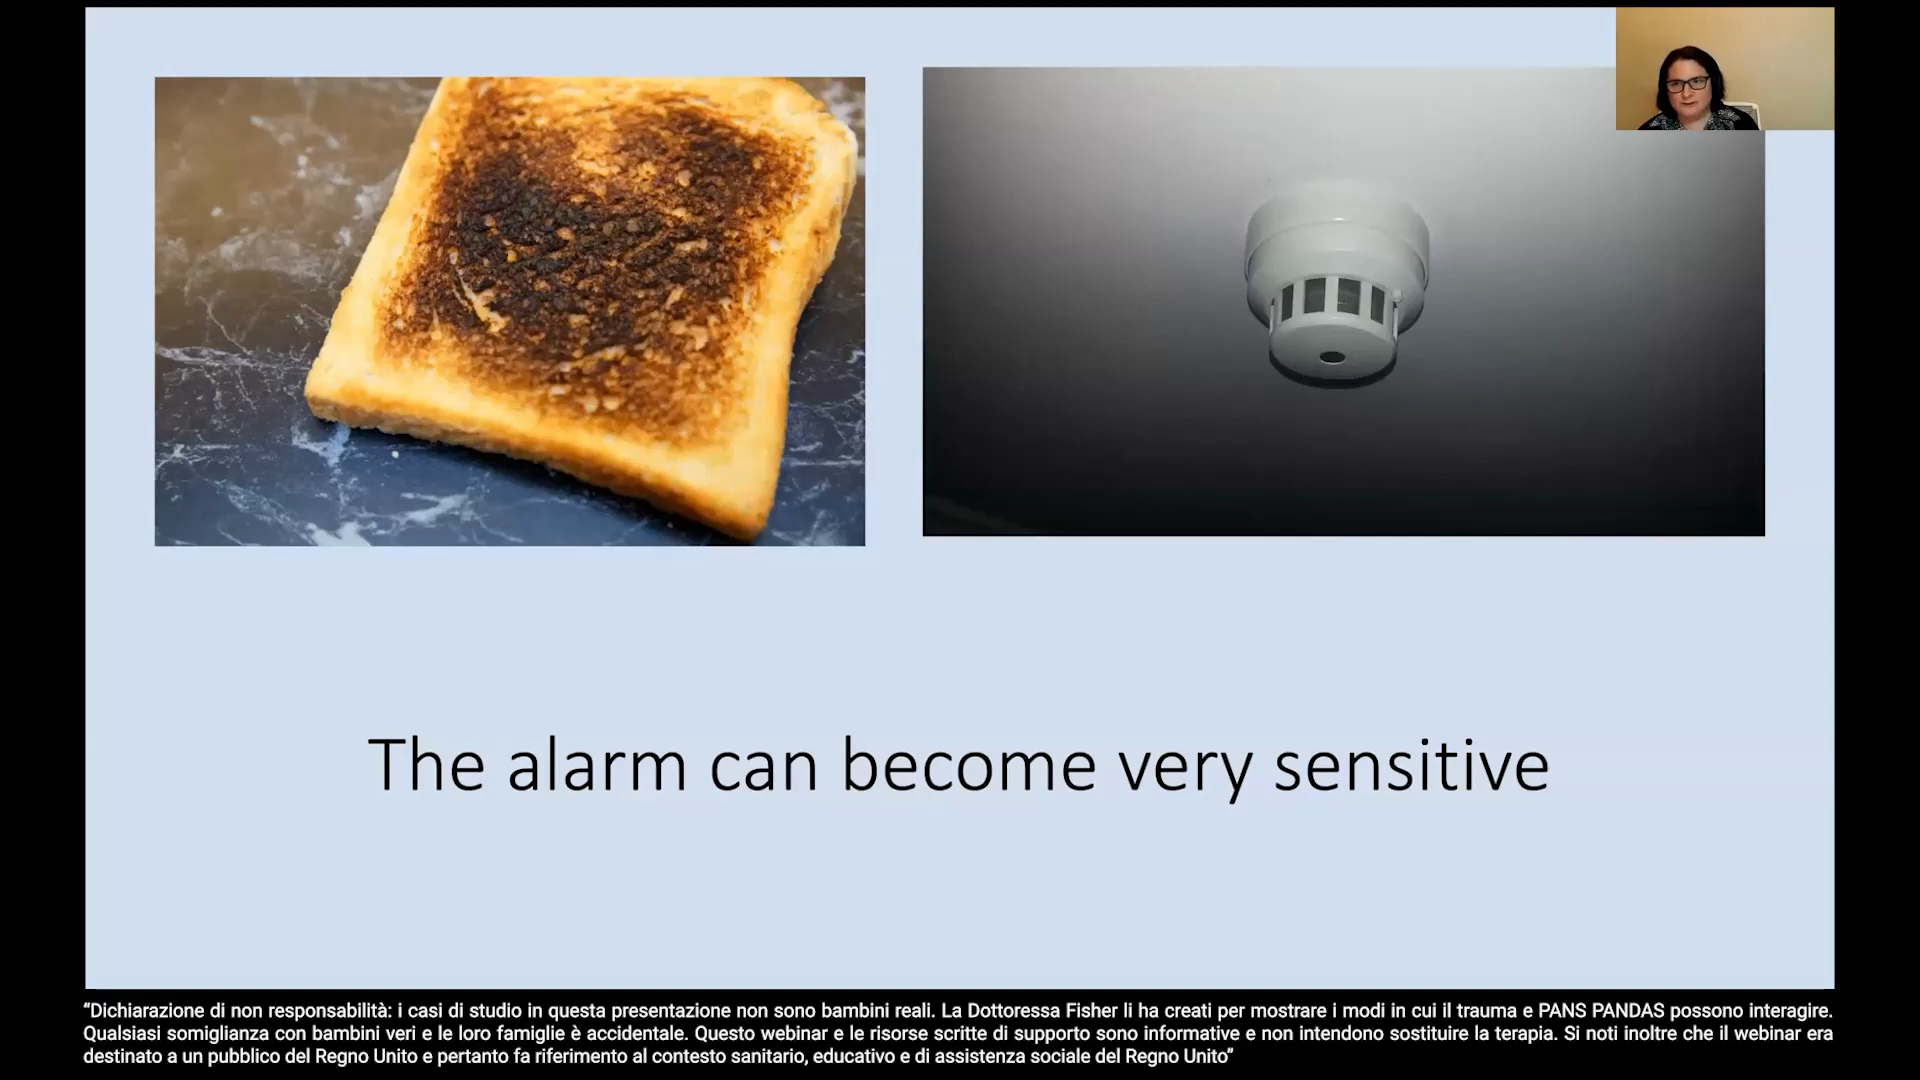 The alarm can become very sensitive
“Dichiarazione di non responsabilità: i casi di studio in questa presentazione non sono bambini reali. La Dottoressa Fisher li ha creati per mostrare i modi in cui il trauma e PANS PANDAS possono interagire.
Qualsiasi somiglianza con bambini veri e le loro famiglie è accidentale. Questo webinar e le risorse scritte di supporto sono informative e non intendono sostituire la terapia. Si noti inoltre che il webinar era
destinato a un pubblico del Regno Unito e pertanto fa riferimento al contesto sanitario, educativo e di assistenza sociale del Regno Unito”